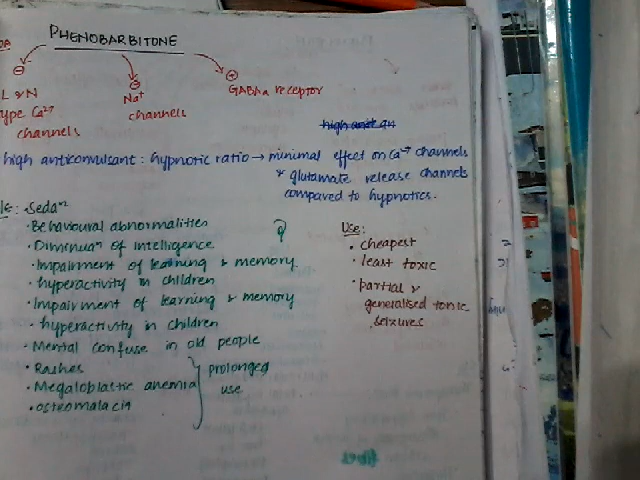 PHENOBARBITONE
⊖ ⊖ ⊕
L & N Na⁺ GABAA receptor
type Ca²⁺ channels
channels
high anticonvulsant : hypnotic ratio → minimal effect on Ca²⁺ channels
& glutamate release channels
compared to hypnotics.
S/E: Sedaⁿ
• Behavioural abnormalities
• Diminuaⁿ of intelligence
• Impairment of learning & memory
• hyperactivity in children
• Impairment of learning & memory
• hyperactivity in children
• Mental confuse in old people
• Rashes
• Megaloblastic anemia
• osteomalacia
prolonged
use
Use:
• cheapest
• least toxic
• partial &
generalised tonic
seizures